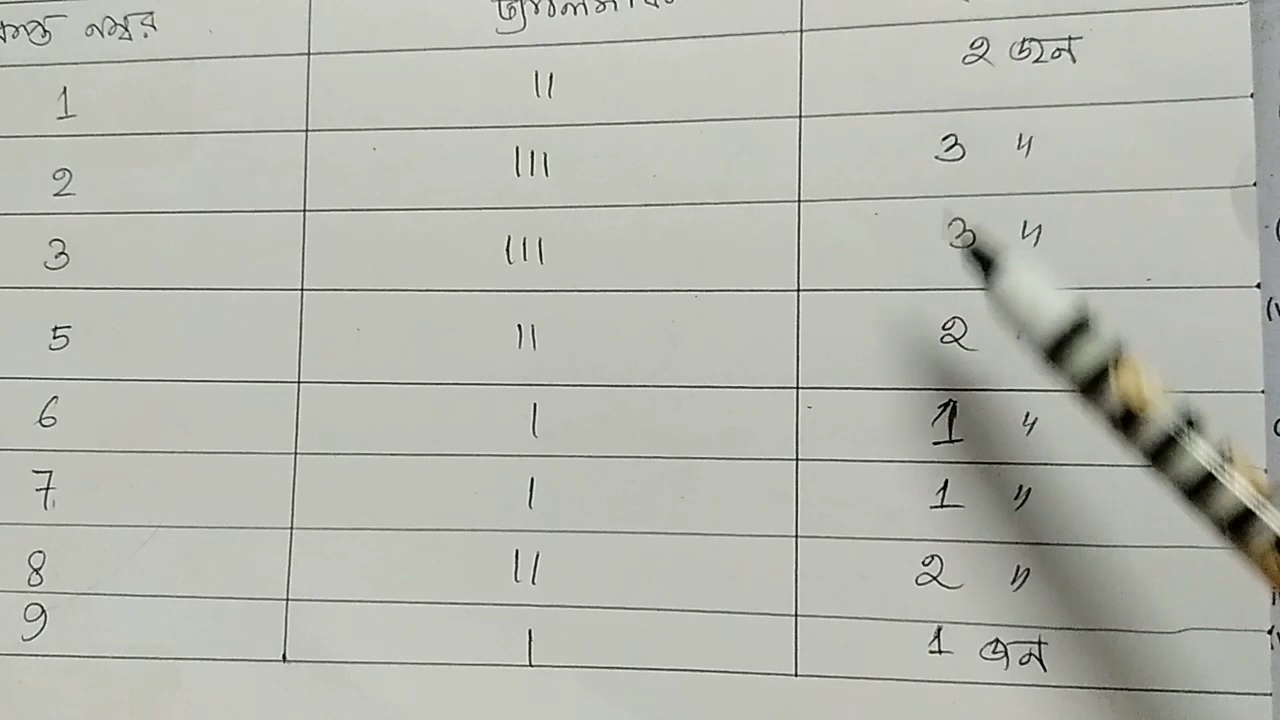 প্রাপ্ত নম্বর ট্যালিমার্ক
1 || 2 জন
2 ||| 3 "
3 ||| 3 "
5 || 2
6 | 1 "
7 | 1 "
8 || 2 "
9 | 1 জন